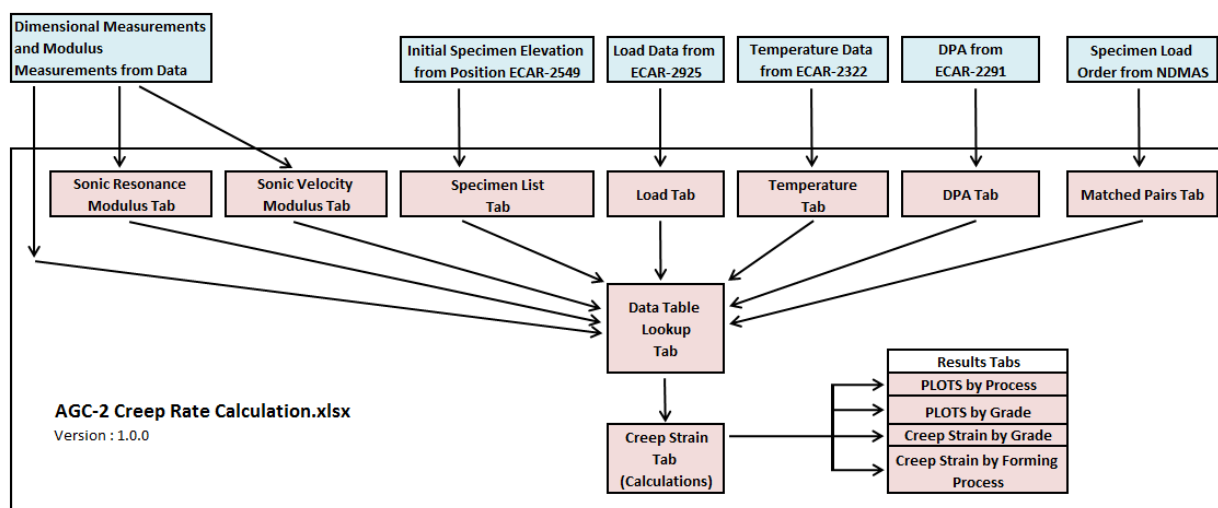 Dimensional Measurements
and Modulus
Measurements from Data
Initial Specimen Elevation
from Position ECAR-2549
Load Data from
ECAR-2925
Temperature Data
from ECAR-2322
DPA from
ECAR-2291
Specimen Load
Order from NDMAS
Sonic Resonance
Modulus Tab
Sonic Velocity
Modulus Tab
Specimen List
Tab
Load Tab
Temperature
Tab
DPA Tab
Matched Pairs Tab
Data Table
Lookup
Tab
AGC-2 Creep Rate Calculation.xlsx
Version : 1.0.0
Creep Strain
Tab
(Calculations)
Results Tabs
PLOTS by Process
PLOTS by Grade
Creep Strain by Grade
Creep Strain by Forming
Process